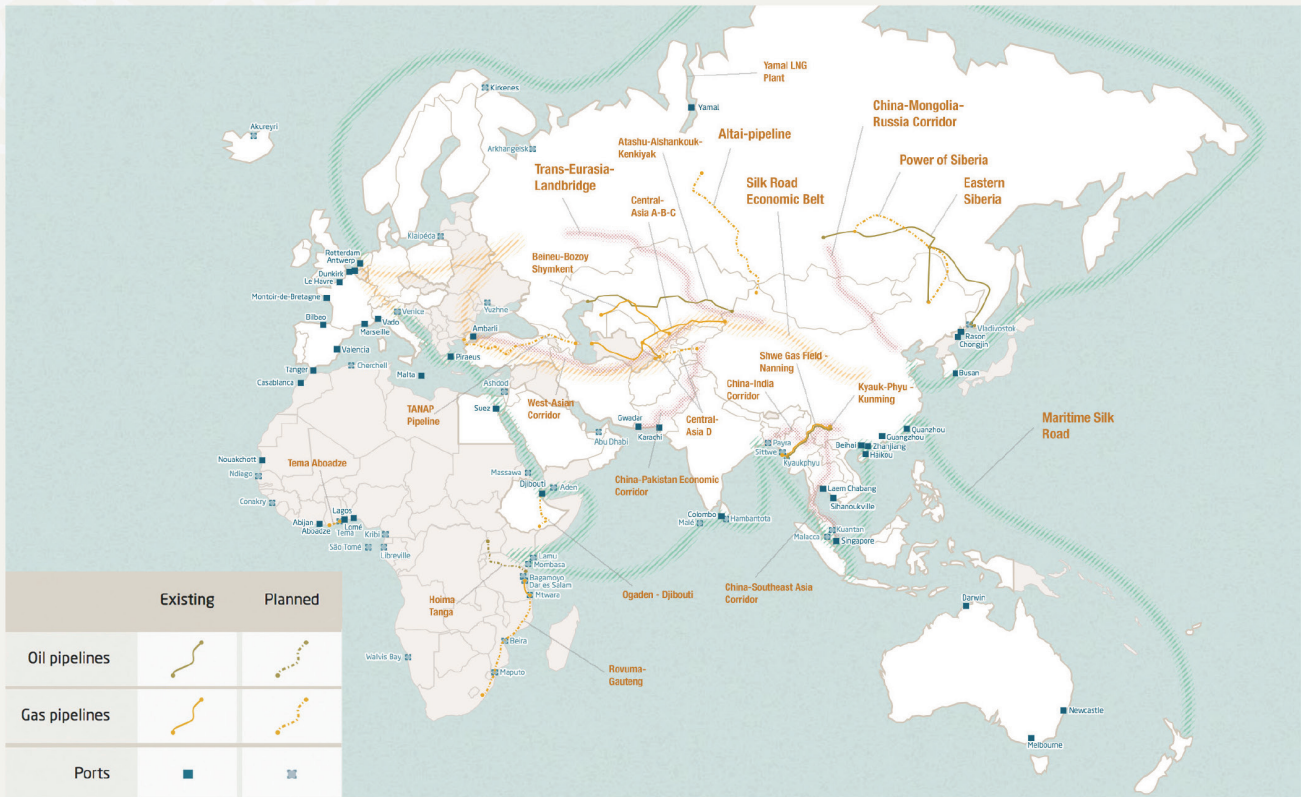 Yamal LNG
Plant
Kirkenes
Yamal
China-Mongolia-
Russia Corridor
Akureyri
Arkhangelsk
Atashu-Alshankouk-
Kenkiyak
Altai-pipeline
Trans-Eurasia-
Landbridge
Silk Road
Economic Belt
Power of Siberia
Eastern
Siberia
Central-
Asia A-B-C
Klaipéda
Rotterdam
Antwerp
Dunkirk
Le Havre
Beineu-Bozoy
Shymkent
Montoir-de-Bretagne
Venice
Yuzhne
Bilbao
Vado
Marseille
Ambarli
Vladivostok
Rason
Chongjin
Valencia
Piraeus
Shwe Gas Field -
Nanning
Cherchell
Tanger
Casablanca
Malta
Ashdod
Busan
China-India
Corridor
Kyauk-Phyu -
Kunming
TANAP
Pipeline
Suez
West-Asian
Corridor
Gwadar
Karachi
Central-
Asia D
Maritime Silk
Road
Abu Dhabi
Payra
Sittwe
Kyaukphyu
Quanzhou
Guangzhou
Beihai
Zhanjiang
Haikou
Tema Aboadze
Nouakchott
Ndiago
Massawa
Djibouti
Aden
China-Pakistan Economic
Corridor
Laem Chabang
Sihanoukville
Conakry
Lagos
Lomé
Tema
Abijan
Aboadze
Colombo
Hambantota
Malé
Kribi
São Tomé
Libreville
Kuantan
Malacca
Singapore
Lamu
Mombasa
Bagamoyo
Dar es Salam
Mtwara
Hoima
Tanga
Ogaden - Djibouti
China-Southeast Asia
Corridor
Darwin
Beira
Walvis Bay
Maputo
Rovuma-
Gauteng
Newcastle
Melbourne
Existing
Planned
Oil pipelines
Gas pipelines
Ports